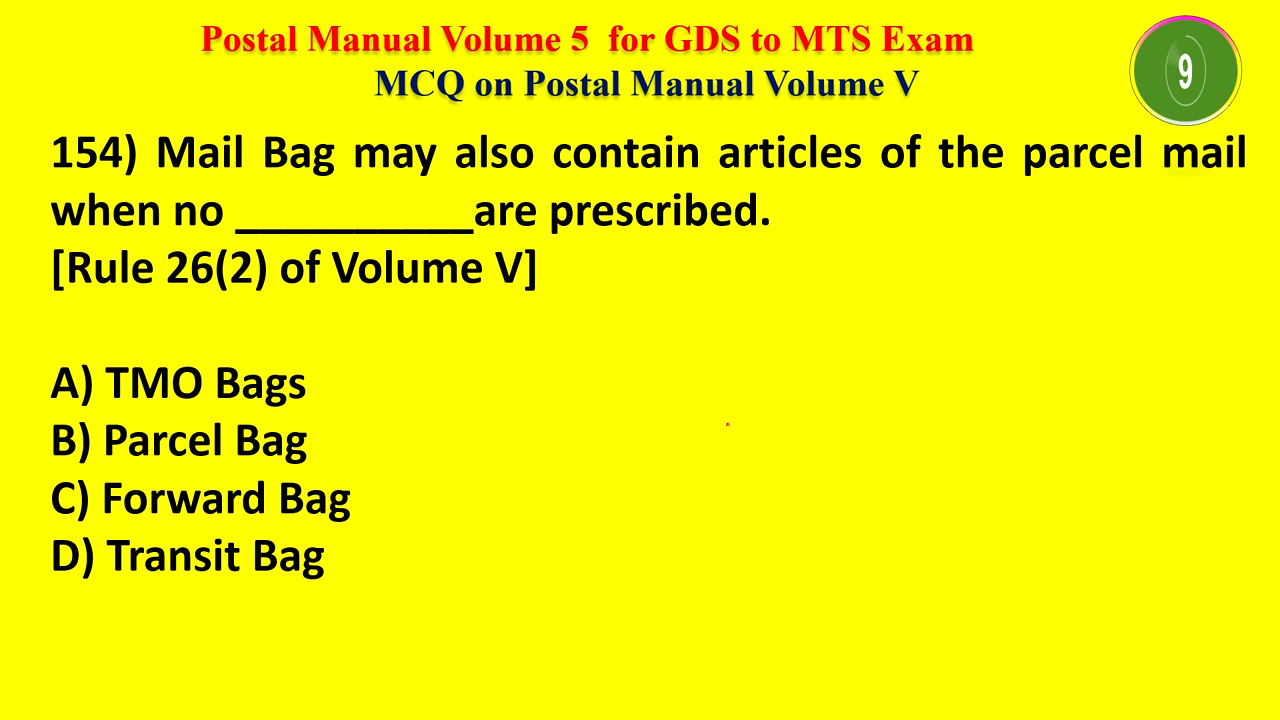 Postal Manual Volume 5 for GDS to MTS Exam
MCQ on Postal Manual Volume V
9
154) Mail Bag may also contain articles of the parcel mail
when no __________are prescribed.
[Rule 26(2) of Volume V]
A) TMO Bags
B) Parcel Bag
C) Forward Bag
D) Transit Bag